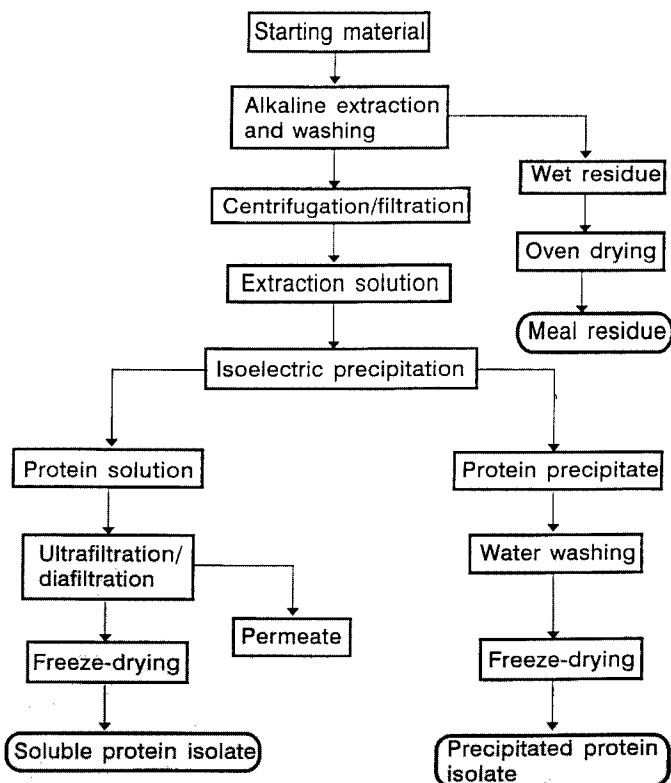 Starting material
Alkaline extraction
and washing
Wet residue
Centrifugation/filtration
Oven drying
Extraction solution
Meal residue
Isoelectric precipitation
Protein solution
Protein precipitate
Ultrafiltration/
diafiltration
Water washing
Permeate
Freeze-drying
Freeze-drying
Soluble protein isolate
Precipitated protein
isolate